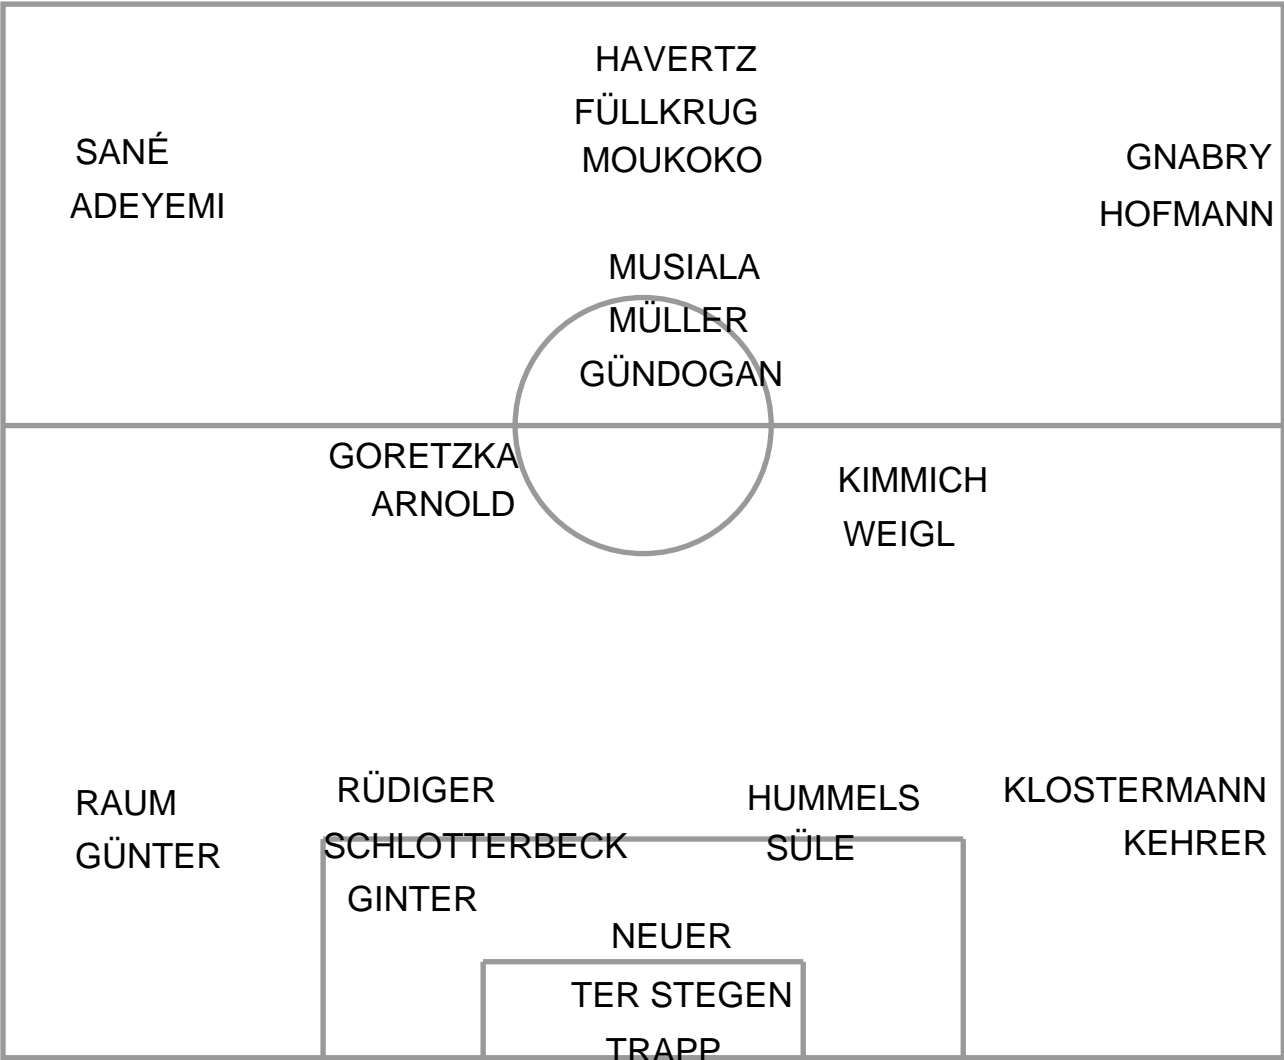 HAVERTZ
FÜLLKRUG
MOUKOKO
SANÉ
ADEYEMI
GNABRY
HOFMANN
MUSIALA
MÜLLER
GÜNDOGAN
GORETZKA
ARNOLD
KIMMICH
WEIGL
RAUM
GÜNTER
RÜDIGER
SCHLOTTERBECK
GINTER
HUMMELS
SÜLE
KLOSTERMANN
KEHRER
NEUER
TER STEGEN
TRAPP